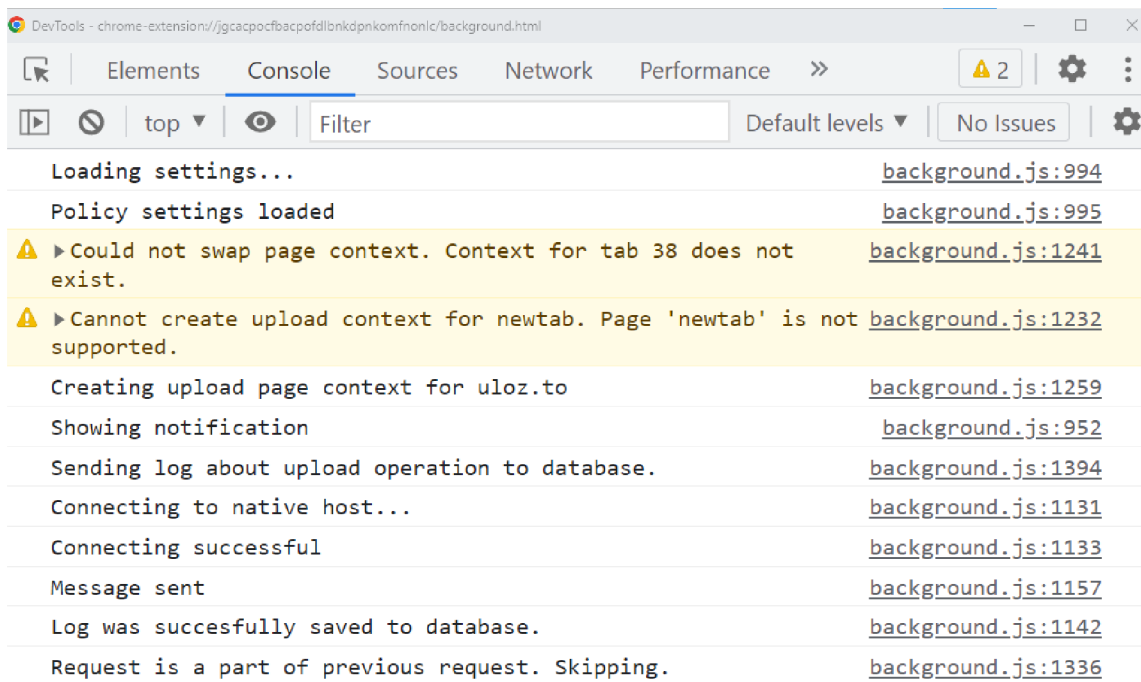 DevTools - chrome-extension://jgcacpocfbacpofdlbnkdpnkomfnonlc/background.html
Elements Console Sources Network Performance » 2
top ▼ Filter Default levels ▼ No Issues
Loading settings... background.js:994
Policy settings loaded background.js:995
▶Could not swap page context. Context for tab 38 does not background.js:1241
exist.
▶Cannot create upload context for newtab. Page 'newtab' is not background.js:1232
supported.
Creating upload page context for uloz.to background.js:1259
Showing notification background.js:952
Sending log about upload operation to database. background.js:1394
Connecting to native host... background.js:1131
Connecting successful background.js:1133
Message sent background.js:1157
Log was succesfully saved to database. background.js:1142
Request is a part of previous request. Skipping. background.js:1336